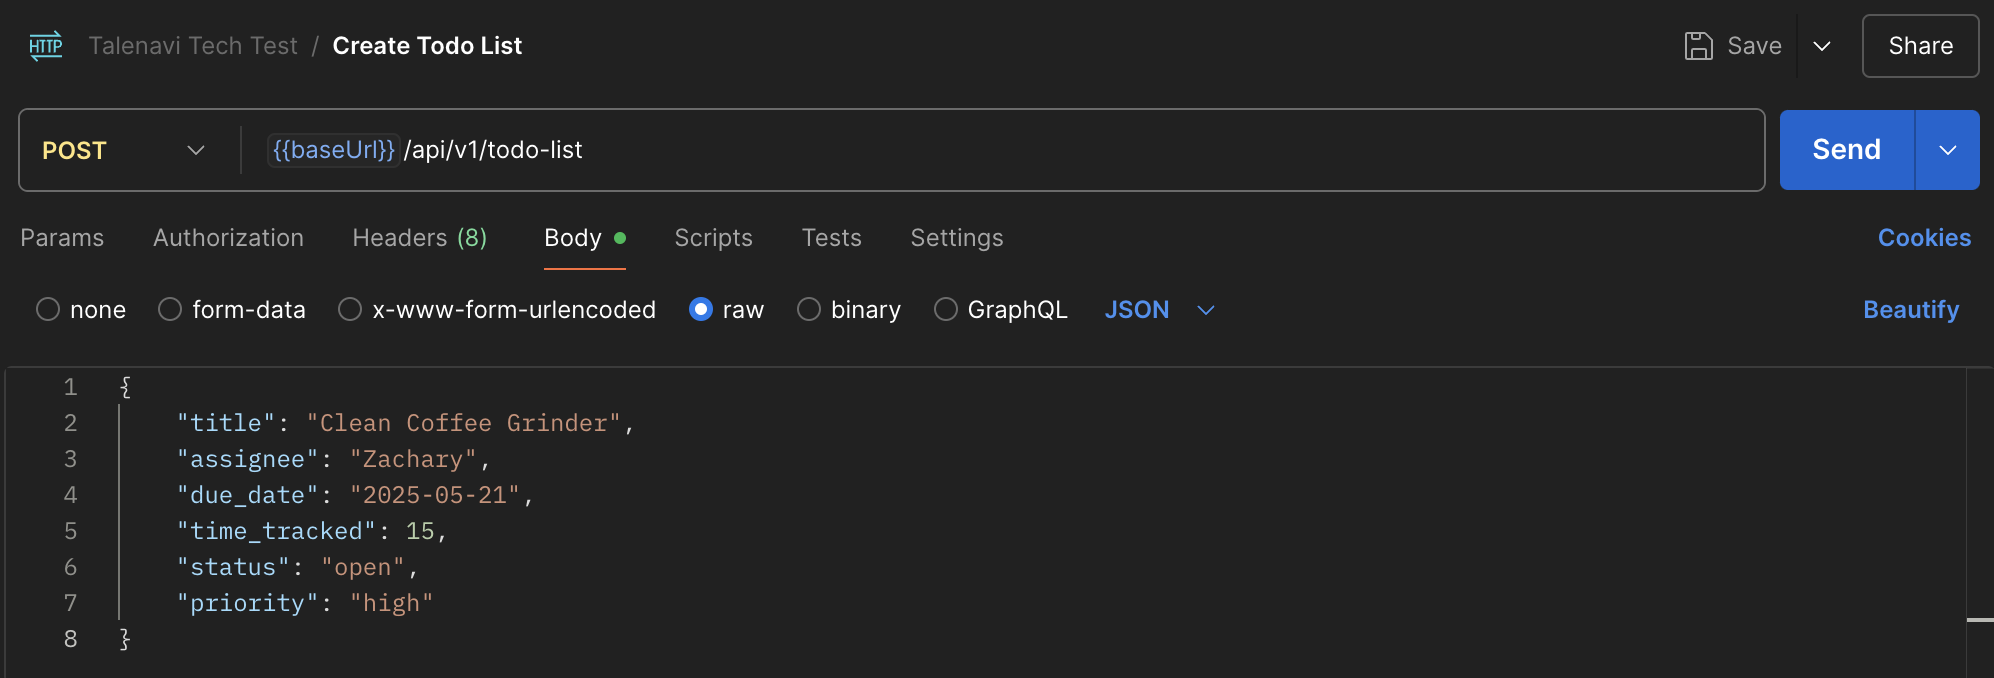 HTTP Talenavi Tech Test / Create Todo List Save Share
POST {{baseUrl}} /api/v1/todo-list Send
Params Authorization Headers (8) Body Scripts Tests Settings Cookies
none form-data x-www-form-urlencoded raw binary GraphQL JSON Beautify
1 {
2 "title": "Clean Coffee Grinder",
3 "assignee": "Zachary",
4 "due_date": "2025-05-21",
5 "time_tracked": 15,
6 "status": "open",
7 "priority": "high"
8 }